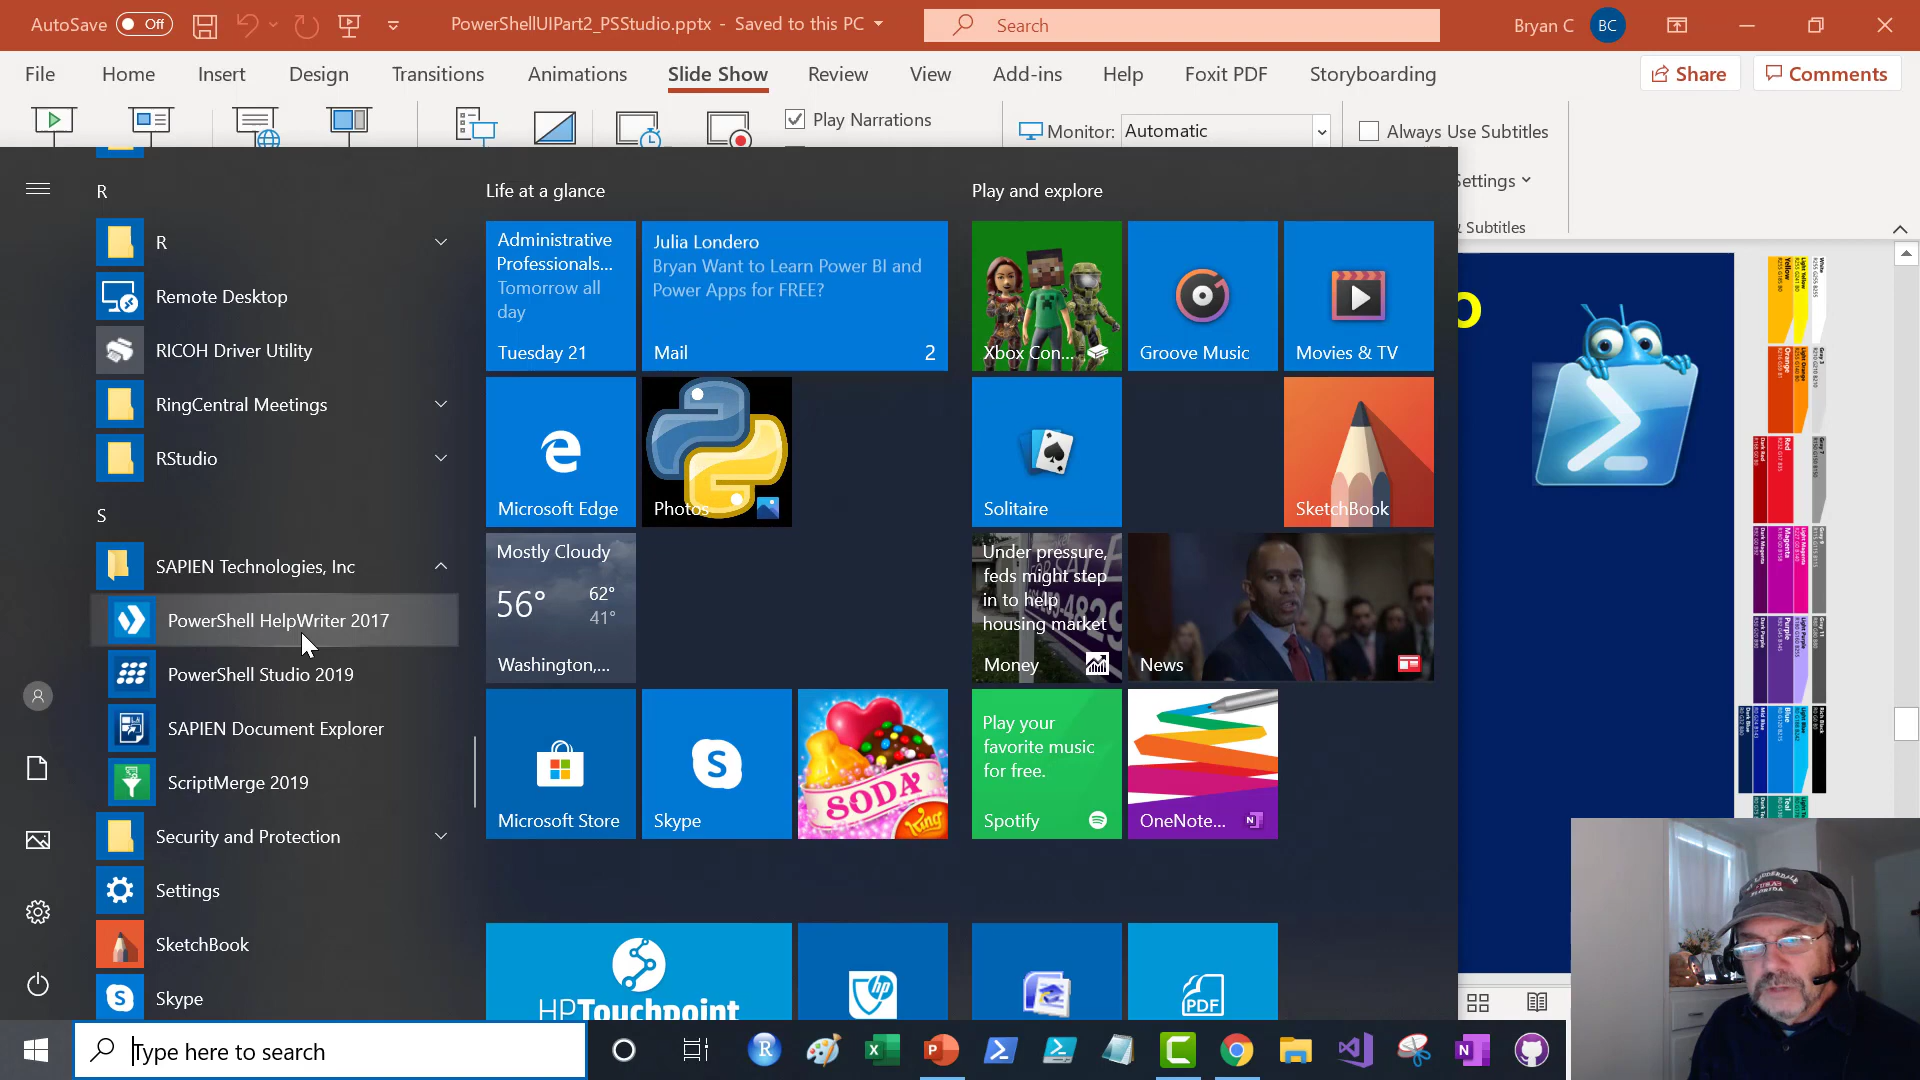 AutoSave Off
PowerShellUIPart2_PSStudio.pptx - Saved to this PC
Search
Bryan C BC
File Home Insert Design Transitions Animations Slide Show Review View Add-ins Help Foxit PDF Storyboarding Share Comments
Play Narrations
Monitor: Automatic
Always Use Subtitles
Settings
& Subtitles
R
R
Remote Desktop
RICOH Driver Utility
RingCentral Meetings
RStudio
S
SAPIEN Technologies, Inc
PowerShell HelpWriter 2017
PowerShell Studio 2019
SAPIEN Document Explorer
ScriptMerge 2019
Security and Protection
Settings
SketchBook
Skype
Life at a glance
Administrative
Professionals...
Tomorrow all
day
Tuesday 21
Julia Londero
Bryan Want to Learn Power BI and
Power Apps for FREE?
Mail 2
Microsoft Edge
Photos
Mostly Cloudy
56° 62°
41°
Washington,...
Microsoft Store
Skype
SODA
King
HP Touchpoint
hp
Play and explore
Xbox Con...
Groove Music
Movies & TV
Solitaire
SketchBook
Under pressure,
feds might step
in to help
housing market
Money
News
Play your
favorite music
for free.
Spotify
OneNote...
PDF
o
Type here to search